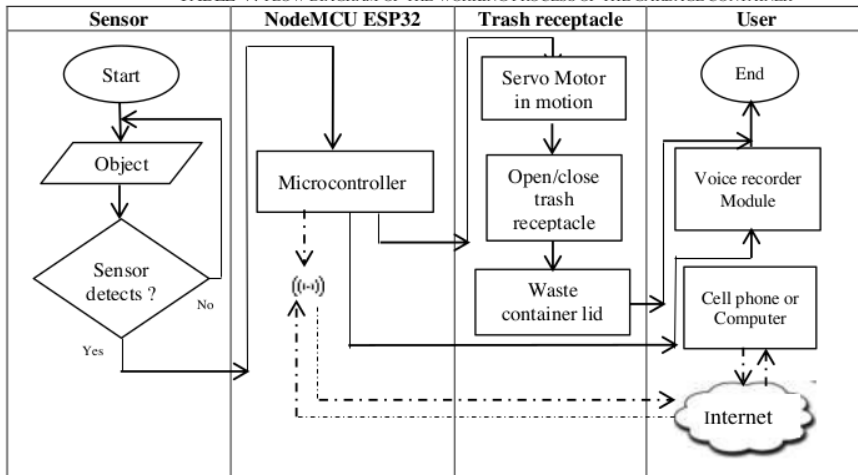 Sensor
NodeMCU ESP32
Trash receptacle
User
Start
Object
Sensor
detects ?
No
Yes
Microcontroller
((··))
Servo Motor
in motion
Open/close
trash
receptacle
Waste
container lid
End
Voice recorder
Module
Cell phone or
Computer
Internet